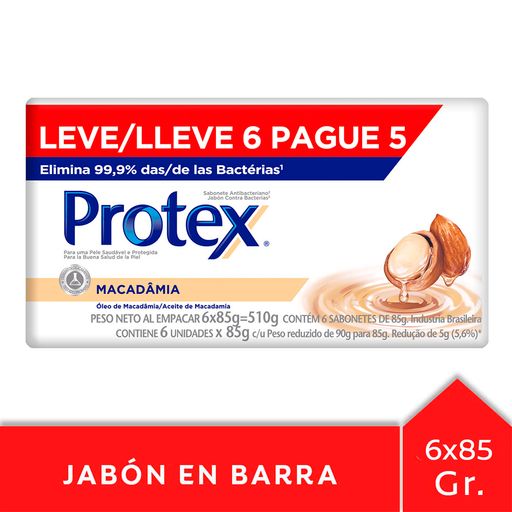 LEVE/LLEVE 6 PAGUE 5
Elimina 99,9% das/de las Bactérias¹
Sabonete Antibacteriano²
Jabón Contra Bacterias²
Protex®
Para uma Pele Saudável e Protegida
Para la Buena Salud de la Piel
MACADÂMIA
Óleo de Macadâmia/Aceite de Macadamia
PESO NETO AL EMPACAR 6x85g=510g CONTÉM 6 SABONETES DE 85g. Indústria Brasileira
CONTIENE 6 UNIDADES X 85g c/u Peso reduzido de 90g para 85g. Redução de 5g (5,6%)*
JABÓN EN BARRA
6x85
Gr.